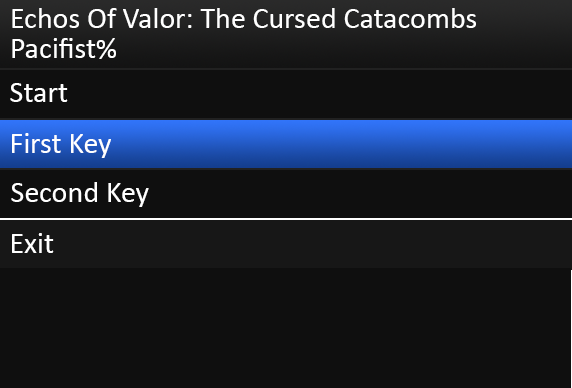 Echos Of Valor: The Cursed Catacombs
Pacifist%
Start
First Key
Second Key
Exit